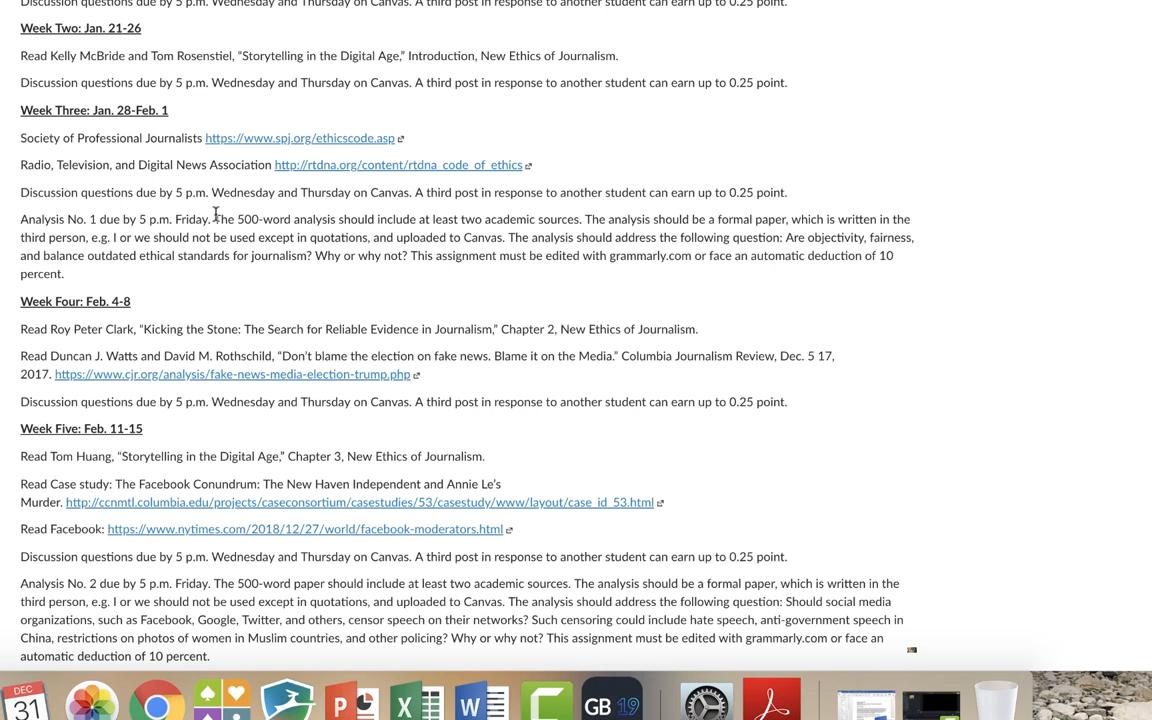 Discussion questions due by 5 p.m. Wednesday and Thursday on Canvas. A third post in response to another student can earn up to 0.25 point.
Week Two: Jan. 21-26
Read Kelly McBride and Tom Rosenstiel, “Storytelling in the Digital Age,” Introduction, New Ethics of Journalism.
Discussion questions due by 5 p.m. Wednesday and Thursday on Canvas. A third post in response to another student can earn up to 0.25 point.
Week Three: Jan. 28-Feb. 1
Society of Professional Journalists https://www.spj.org/ethicscode.asp
Radio, Television, and Digital News Association http://rtdna.org/content/rtdna_code_of_ethics
Discussion questions due by 5 p.m. Wednesday and Thursday on Canvas. A third post in response to another student can earn up to 0.25 point.
Analysis No. 1 due by 5 p.m. Friday. The 500-word analysis should include at least two academic sources. The analysis should be a formal paper, which is written in the
third person, e.g. I or we should not be used except in quotations, and uploaded to Canvas. The analysis should address the following question: Are objectivity, fairness,
and balance outdated ethical standards for journalism? Why or why not? This assignment must be edited with grammarly.com or face an automatic deduction of 10
percent.
Week Four: Feb. 4-8
Read Roy Peter Clark, “Kicking the Stone: The Search for Reliable Evidence in Journalism,” Chapter 2, New Ethics of Journalism.
Read Duncan J. Watts and David M. Rothschild, “Don’t blame the election on fake news. Blame it on the Media.” Columbia Journalism Review, Dec. 5 17,
2017. https://www.cjr.org/analysis/fake-news-media-election-trump.php
Discussion questions due by 5 p.m. Wednesday and Thursday on Canvas. A third post in response to another student can earn up to 0.25 point.
Week Five: Feb. 11-15
Read Tom Huang, “Storytelling in the Digital Age,” Chapter 3, New Ethics of Journalism.
Read Case study: The Facebook Conundrum: The New Haven Independent and Annie Le’s
Murder. http://ccnmtl.columbia.edu/projects/caseconsortium/casestudies/53/casestudy/www/layout/case_id_53.html
Read Facebook: https://www.nytimes.com/2018/12/27/world/facebook-moderators.html
Discussion questions due by 5 p.m. Wednesday and Thursday on Canvas. A third post in response to another student can earn up to 0.25 point.
Analysis No. 2 due by 5 p.m. Friday. The 500-word paper should include at least two academic sources. The analysis should be a formal paper, which is written in the
third person, e.g. I or we should not be used except in quotations, and uploaded to Canvas. The analysis should address the following question: Should social media
organizations, such as Facebook, Google, Twitter, and others, censor speech on their networks? Such censoring could include hate speech, anti-government speech in
China, restrictions on photos of women in Muslim countries, and other policing? Why or why not? This assignment must be edited with grammarly.com or face an
automatic deduction of 10 percent.
DEC
31
P
X
W
GB 19